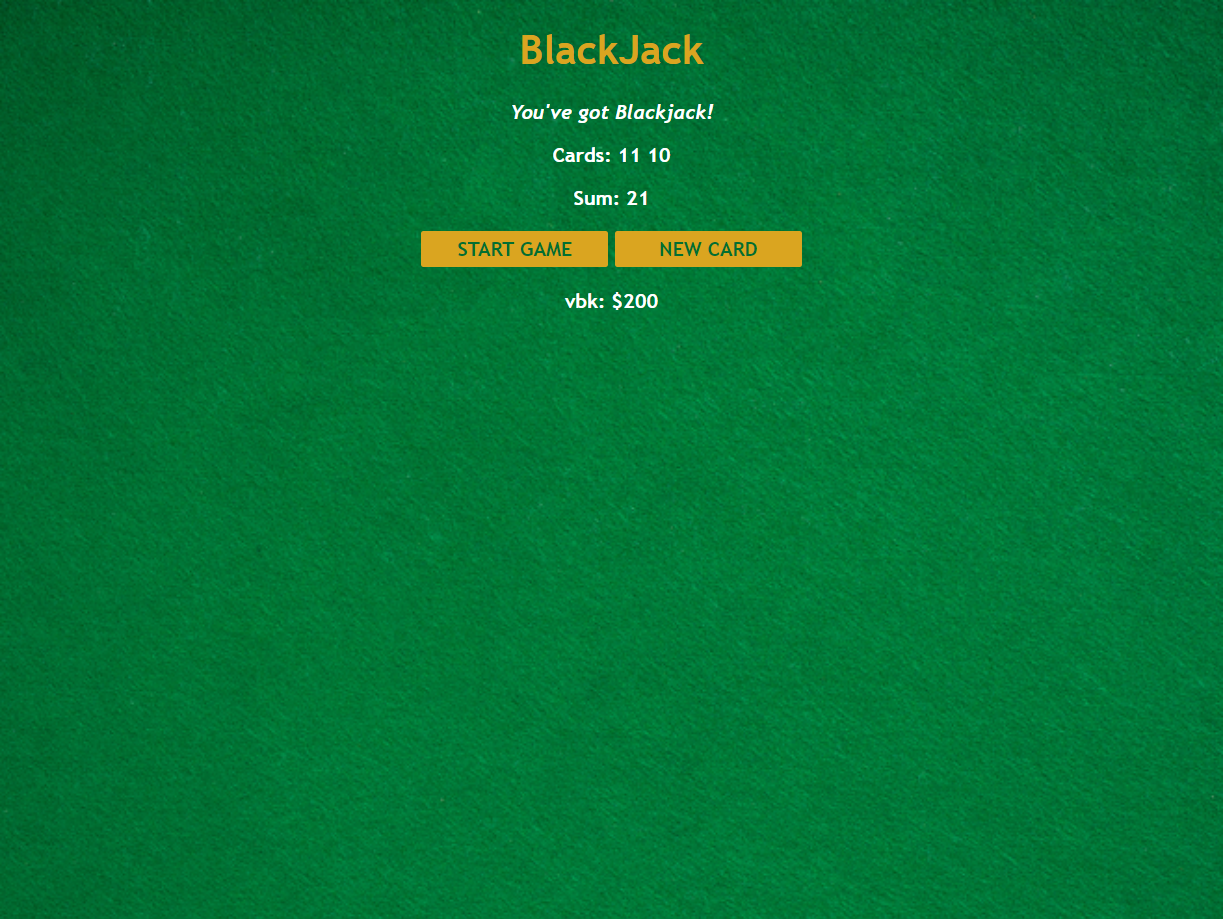 BlackJack
You've got Blackjack!
Cards: 11 10
Sum: 21
START GAME NEW CARD
vbk: $200